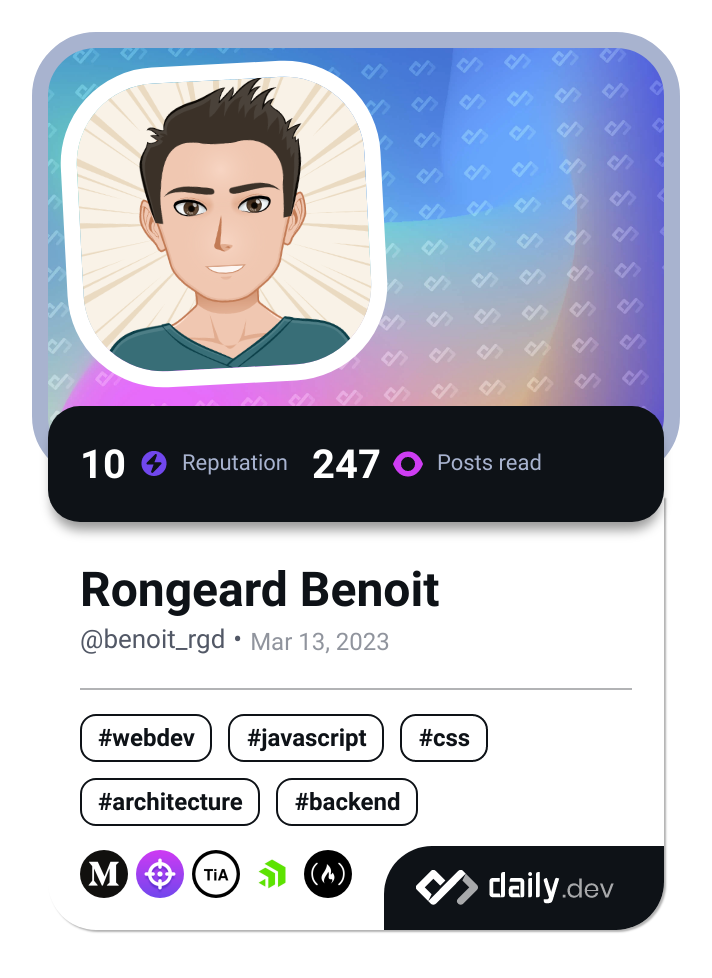 10 Reputation 247 Posts read
Rongeard Benoit
@benoit_rgd • Mar 13, 2023
#webdev #javascript #css
#architecture #backend
M TiA daily.dev